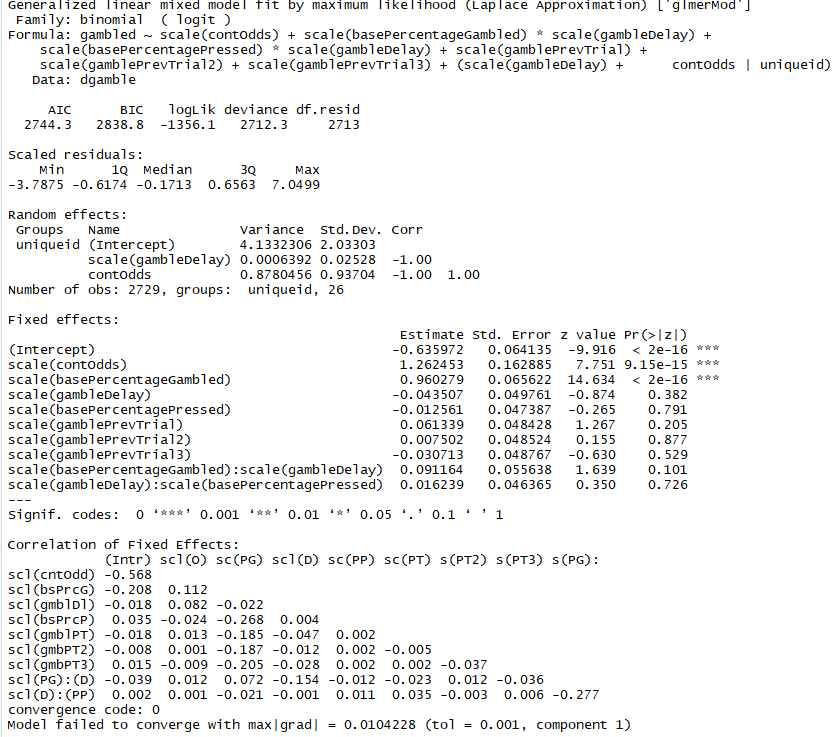 Generalized linear mixed model fit by maximum likelihood (Laplace Approximation) ['glmerMod']
 Family: binomial  ( logit )
Formula: gambled ~ scale(contOdds) + scale(basePercentageGambled) * scale(gambleDelay) +
    scale(basePercentagePressed) * scale(gambleDelay) + scale(gamblePrevTrial) +
    scale(gamblePrevTrial2) + scale(gamblePrevTrial3) + (scale(gambleDelay) +      contOdds | uniqueid)
   Data: dgamble

     AIC      BIC   logLik deviance df.resid
  2744.3   2838.8  -1356.1   2712.3     2713

Scaled residuals:
    Min      1Q  Median      3Q     Max
-3.7875 -0.6174 -0.1713  0.6563  7.0499

Random effects:
 Groups   Name               Variance  Std.Dev. Corr
 uniqueid (Intercept)        4.1332306 2.03303
          scale(gambleDelay) 0.0006392 0.02528  -1.00
          contOdds           0.8780456 0.93704  -1.00  1.00
Number of obs: 2729, groups:  uniqueid, 26

Fixed effects:
                                                 Estimate Std. Error z value Pr(>|z|)
(Intercept)                                     -0.635972   0.064135  -9.916  < 2e-16 ***
scale(contOdds)                                  1.262453   0.162885   7.751 9.15e-15 ***
scale(basePercentageGambled)                     0.960279   0.065622  14.634  < 2e-16 ***
scale(gambleDelay)                              -0.043507   0.049761  -0.874    0.382
scale(basePercentagePressed)                    -0.012561   0.047387  -0.265    0.791
scale(gamblePrevTrial)                           0.061339   0.048428   1.267    0.205
scale(gamblePrevTrial2)                          0.007502   0.048524   0.155    0.877
scale(gamblePrevTrial3)                         -0.030713   0.048767  -0.630    0.529
scale(basePercentageGambled):scale(gambleDelay)  0.091164   0.055638   1.639    0.101
scale(gambleDelay):scale(basePercentagePressed)  0.016239   0.046365   0.350    0.726
---
Signif. codes:  0 ‘***’ 0.001 ‘**’ 0.01 ‘*’ 0.05 ‘.’ 0.1 ‘ ’ 1

Correlation of Fixed Effects:
            (Intr) scl(O) sc(PG) scl(D) sc(PP) sc(PT) s(PT2) s(PT3) s(PG):
scl(cntOdd) -0.568
scl(bsPrcG) -0.208  0.112
scl(gmblDl) -0.018  0.082 -0.022
scl(bsPrcP)  0.035 -0.024 -0.268  0.004
scl(gmblPT) -0.018  0.013 -0.185 -0.047  0.002
scl(gmbPT2) -0.008  0.001 -0.187 -0.012  0.002 -0.005
scl(gmbPT3)  0.015 -0.009 -0.205 -0.028  0.002  0.002 -0.037
scl(PG):(D) -0.039  0.012  0.072 -0.154 -0.012 -0.023  0.012 -0.036
scl(D):(PP)  0.002  0.001 -0.021 -0.001  0.011  0.035 -0.003  0.006 -0.277
convergence code: 0
Model failed to converge with max|grad| = 0.0104228 (tol = 0.001, component 1)